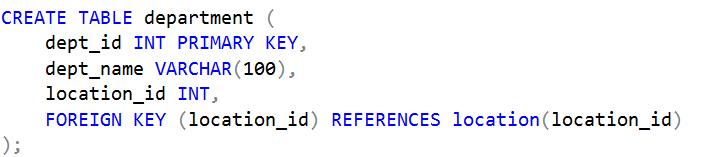 CREATE TABLE department (
    dept_id INT PRIMARY KEY,
    dept_name VARCHAR(100),
    location_id INT,
    FOREIGN KEY (location_id) REFERENCES location(location_id)
);